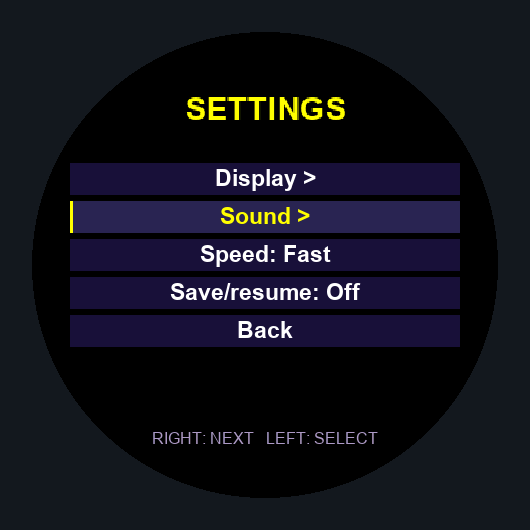 SETTINGS
Display >
Sound >
Speed: Fast
Save/resume: Off
Back
RIGHT: NEXT LEFT: SELECT